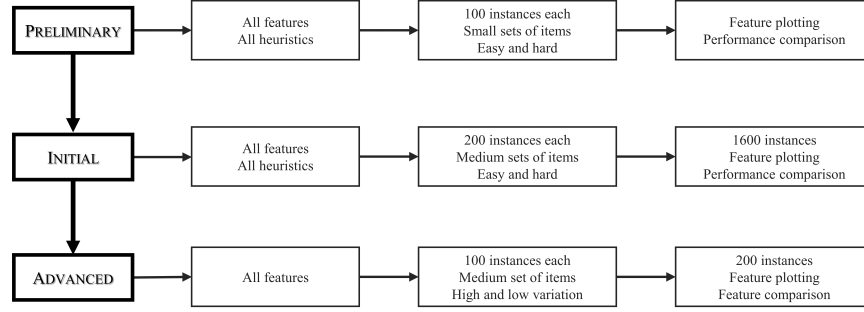 PRELIMINARY
All features
All heuristics
100 instances each
Small sets of items
Easy and hard
Feature plotting
Performance comparison
INITIAL
All features
All heuristics
200 instances each
Medium sets of items
Easy and hard
1600 instances
Feature plotting
Performance comparison
ADVANCED
All features
100 instances each
Medium set of items
High and low variation
200 instances
Feature plotting
Feature comparison